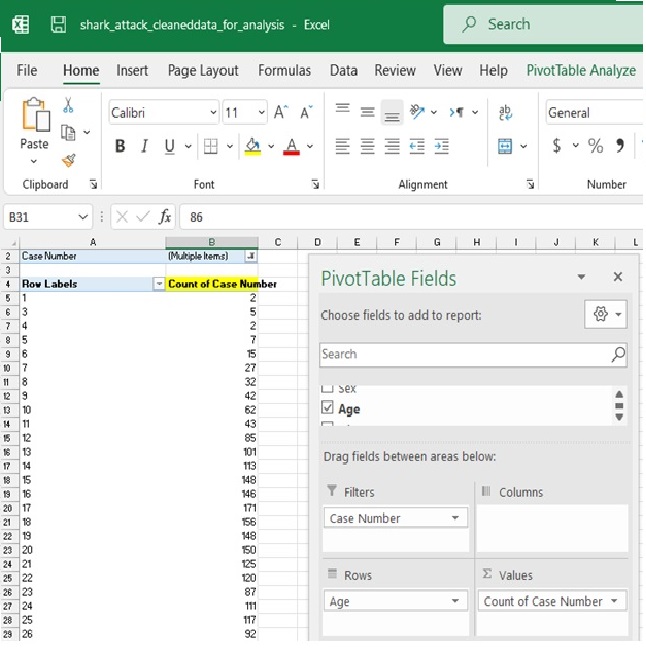 shark_attack_cleaneddata_for_analysis - Excel
Search
File Home Insert Page Layout Formulas Data Review View Help PivotTable Analyze
Paste
Calibri 11 A A
B I U A
ab
General
$ % 9
Clipboard Font Alignment Number
B31 fx 86
A B C D E F G H I J K L
2 Case Number (Multiple Items)
3
4 Row Labels Count of Case Number
5 1 2
6 3 5
7 4 2
8 5 7
9 6 15
10 7 27
11 8 32
12 9 42
13 10 62
14 11 43
15 12 85
16 13 101
17 14 113
18 15 148
19 16 146
20 17 171
21 18 156
22 19 148
23 20 150
24 21 125
25 22 120
26 23 87
27 24 111
28 25 117
29 26 92
PivotTable Fields
Choose fields to add to report:
Search
Sex
Age
Drag fields between areas below:
Filters
Columns
Case Number
Rows
Σ Values
Age
Count of Case Number